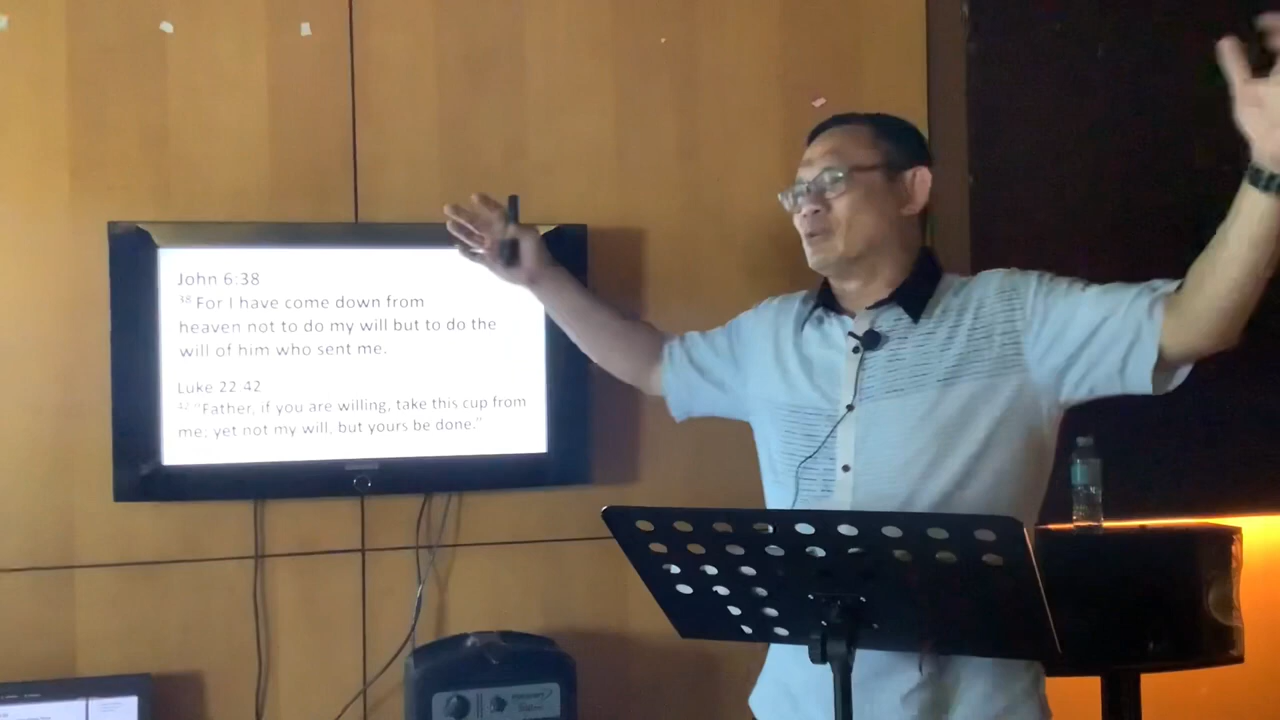 John 6:38
38 For I have come down from
heaven not to do my will but to do the
will of him who sent me.
Luke 22:42
42 "Father, if you are willing, take this cup from
me; yet not my will, but yours be done."